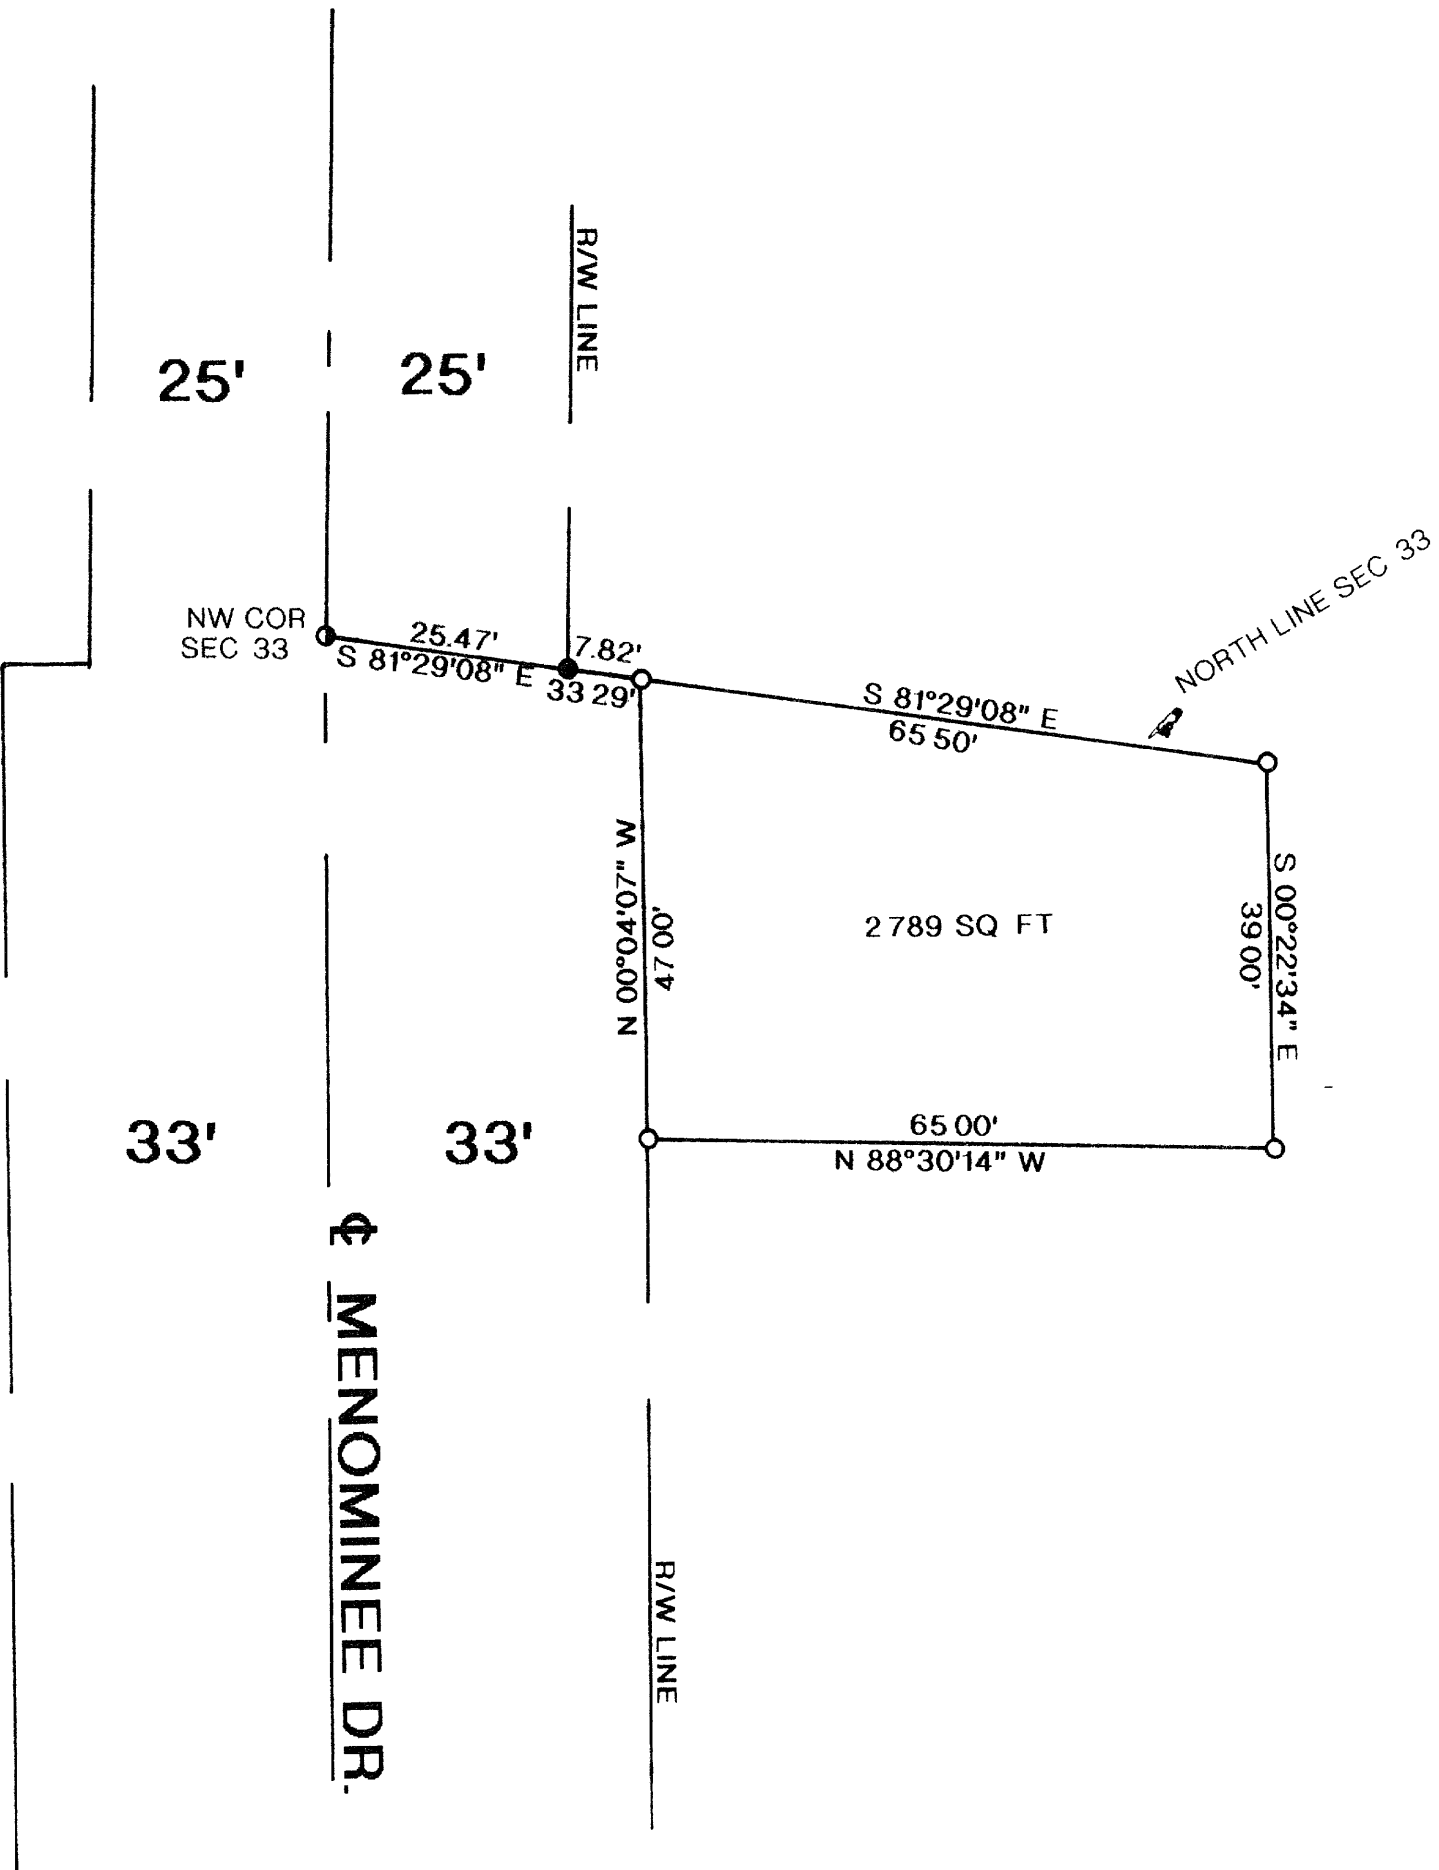 R/W LINE
25'
25'
NORTH LINE SEC 33
NW COR
SEC 33
25.47'
7.82'
S 81°29'08" E
33 29'
S 81°29'08" E
65 50'
N 00°04'07" W
47 00'
2 789 SQ FT
S 00°22'34" E
39 00'
65 00'
N 88°30'14" W
33'
33'
℄ MENOMINEE DR.
R/W LINE